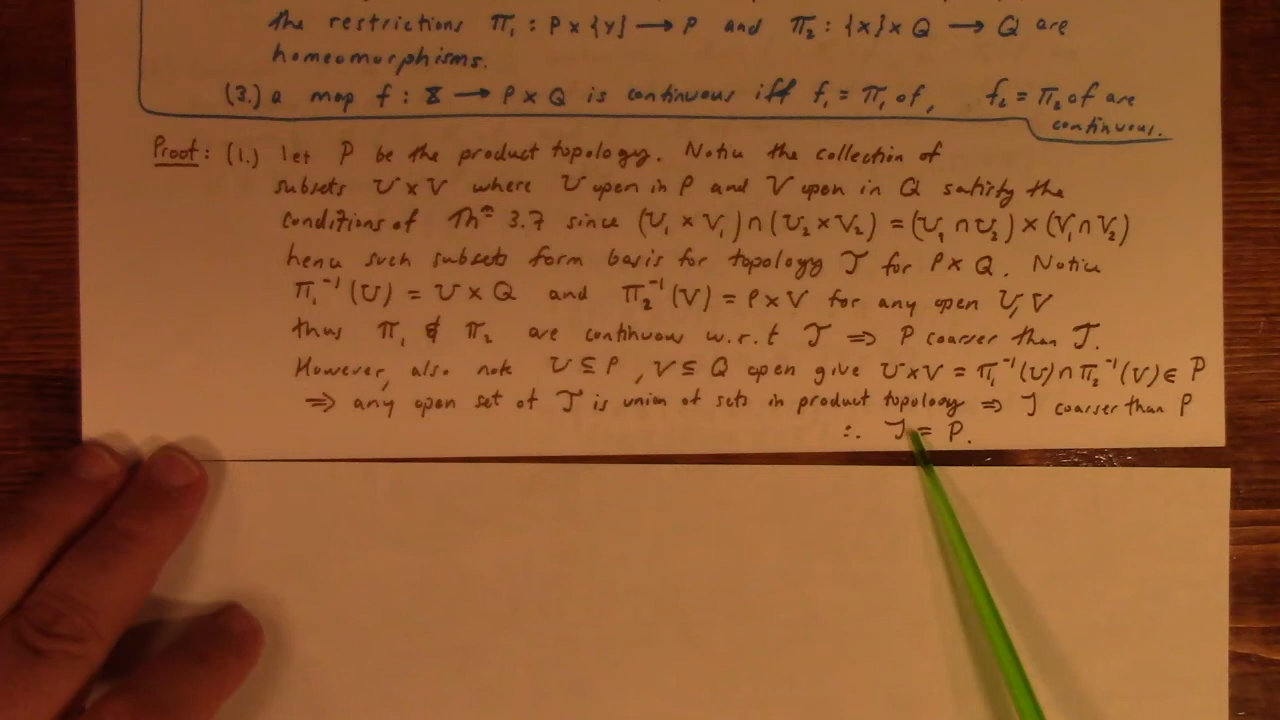 the restrictions π₁ : P × {y} → P and π₂ : {x} × Q → Q are
homeomorphisms.
(3.) a map f : X → P × Q is continuous iff f₁ = π₁ ∘ f, f₂ = π₂ ∘ f are
continuous.
Proof : (1.) let P be the product topology. Notice the collection of
subsets U × V where U open in P and V open in Q satisfy the
conditions of Thᵐ 3.7 since (U₁ × V₁) ∩ (U₂ × V₂) = (U₁ ∩ U₂) × (V₁ ∩ V₂)
hence such subsets form basis for topology T for P × Q. Notice
π₁⁻¹(U) = U × Q and π₂⁻¹(V) = P × V for any open U, V
thus π₁ & π₂ are continuous w.r.t T ⇒ P coarser than T.
However, also note U ⊆ P, V ⊆ Q open give U × V = π₁⁻¹(U) ∩ π₂⁻¹(V) ∈ P
⇒ any open set of T is union of sets in product topology ⇒ T coarser than P
∴ T = P.